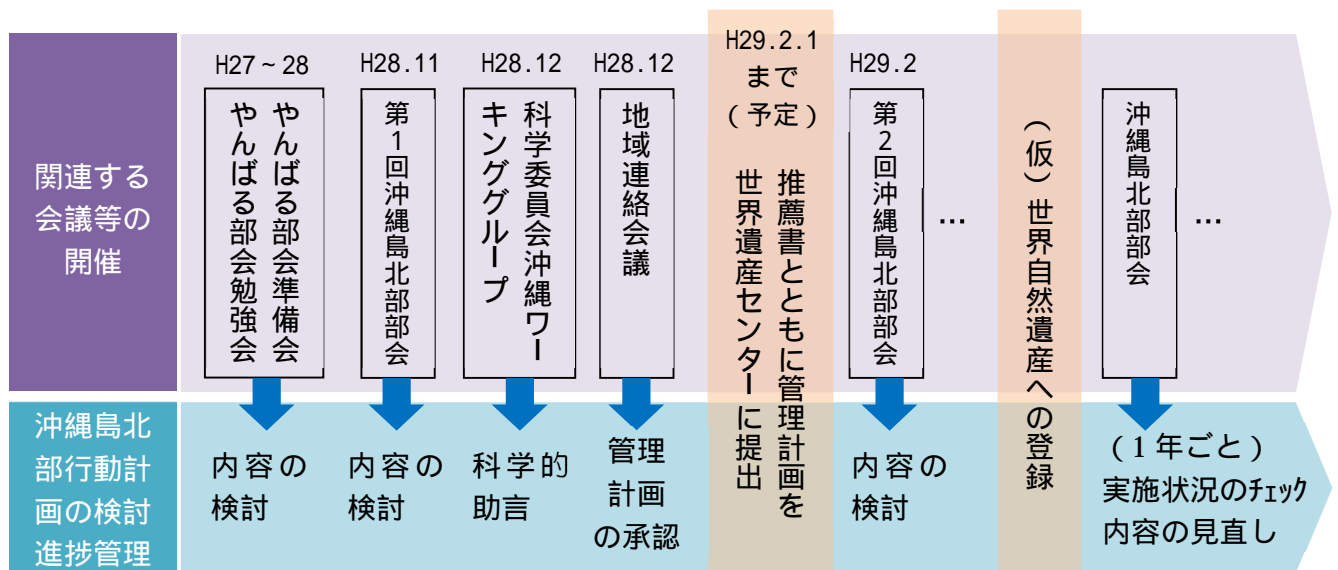 関連する
会議等の
開催
H27～28
やんばる部会準備会
やんばる部会勉強会
H28.11
第1回沖縄島北部部会
H28.12
科学委員会沖縄ワー
キンググループ
H28.12
地域連絡会議
H29.2.1
まで
(予定)
推薦書とともに管理計画を
世界遺産センターに提出
H29.2
第2回沖縄島北部部会
…
(仮)世界自然遺産への登録
沖縄島北部部会
…
沖縄島北
部行動計
画の検討
進捗管理
内容の
検討
内容の
検討
科学的
助言
管理
計画
の承認
内容の
検討
(1年ごと)
実施状況のﾁｪｯｸ
内容の見直し